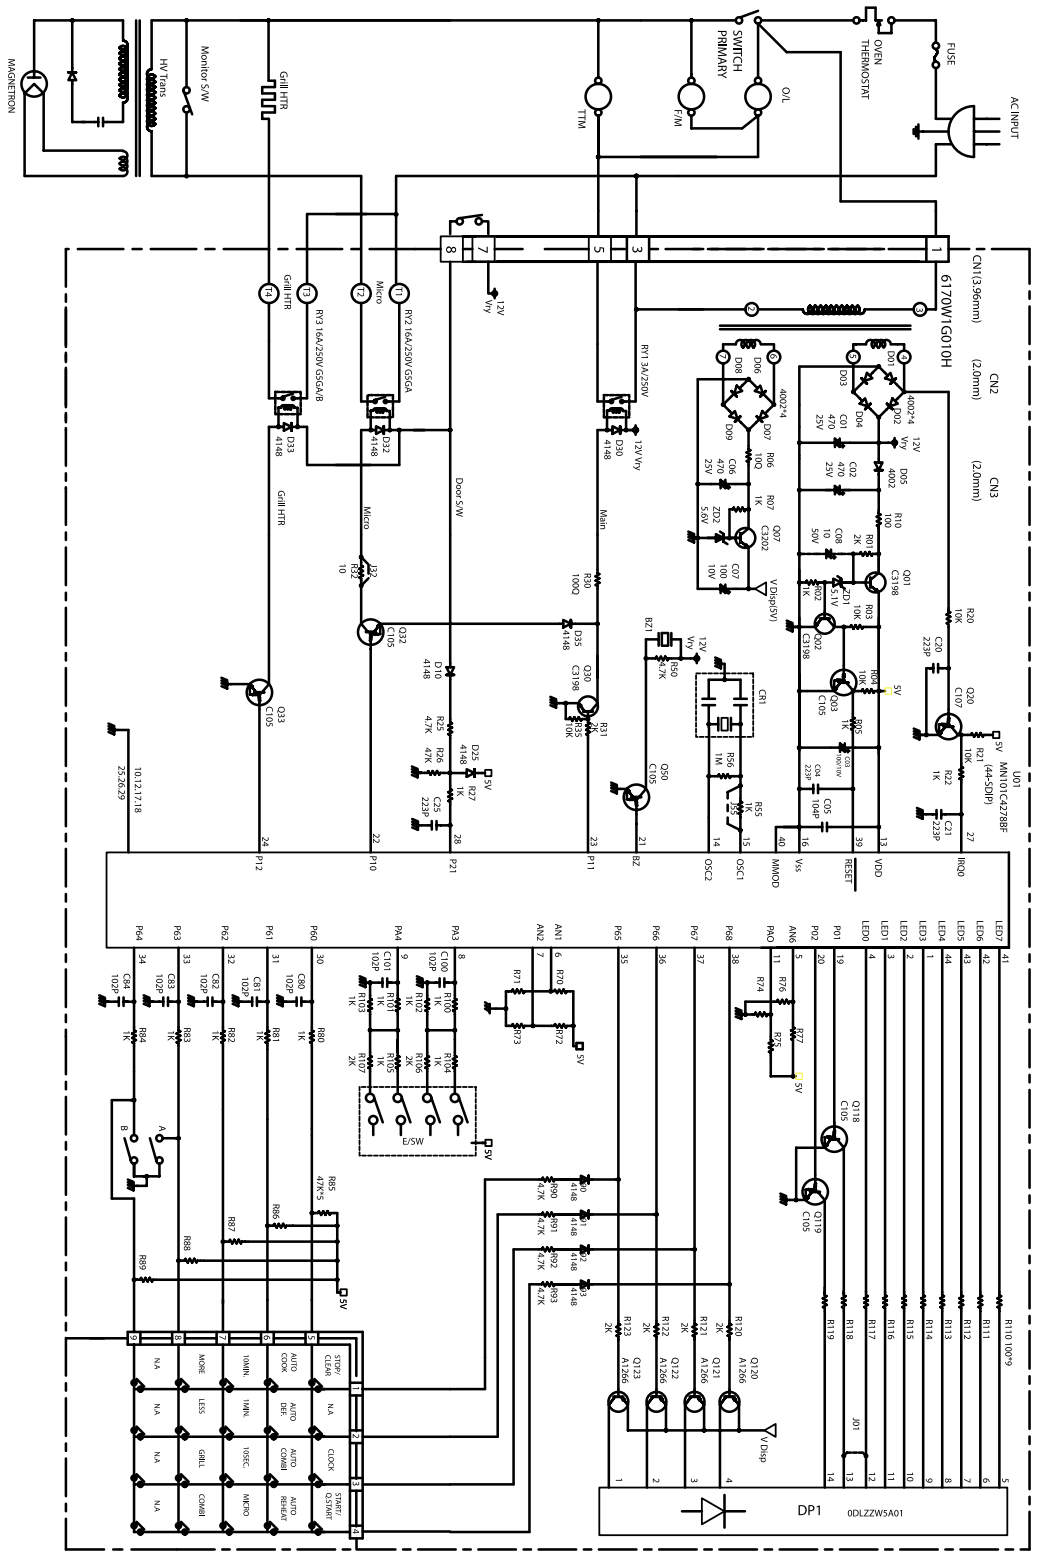 AC INPUT
FUSE
OVEN
THERMOSTAT
O/L
SWITCH
PRIMARY
F/M
TTM
Grill HTR
Monitor S/W
HV Trans
MAGNETRON
CN1(3.96mm)
CN2
(2.0mm)
CN3
(2.0mm)
6170W1G010H
1
3
5
7
8
12V
Vry
T1
T2
T3
T4
Micro
Grill HTR
RY2 16A/250V G5GA
RY3 16A/250V G5GA/B
RY1 3A/250V
3
2
4
5
6
7
D01
D02
D03
D04
4002*4
D06
D07
D08
D09
4002*4
12V
Vry
C01
470
25V
C02
470
25V
D05
4002
R10
100
R01
2K
C08
10
50V
Q01
C3198
ZD1
5.1V
R02
1K
R03
10K
Q02
C3198
R04
10K
Q03
C105
R05
1K
5V
C03
100/10V
C04
223P
C05
104P
R20
10K
C20
223P
Q20
C107
5V
R21
10K
R22
1K
C21
223P
U01
MN101C4278BF
(44-SDIP)
R06
10Q
C06
470
25V
R07
1K
ZD2
5.6V
Q07
C3202
C07
100
10V
V Disp(5V)
D30
4148
12V Vry
D32
4148
D33
4148
Main
Door S/W
Micro
Grill HTR
R30
100Q
D35
4148
Q30
C3198
R31
2K
R35
10K
J32
R32
10
Q32
C105
Q33
C105
D10
4148
R25
4.7K
R26
47K
D25
4148
5V
R27
1K
C25
223P
BZ1
12V
Vry
R50
4.7K
Q50
C105
CR1
R56
1M
R55
1K
J55
10.12.17.18
25.26.29
24
22
28
23
21
14
15
40
16
39
13
27
P12
P10
P21
P11
BZ
OSC2
OSC1
MMOD
Vss
RESET
VDD
IRQ0
P64
P63
P62
P61
P60
PA4
PA3
AN2
AN1
P65
P66
P67
P68
PAO
AN6
P02
P01
LED0
LED1
LED2
LED3
LED4
LED5
LED6
LED7
34
33
32
31
30
9
8
7
6
35
36
37
38
11
5
20
19
4
3
2
1
44
43
42
41
C84
102P
C83
102P
C82
102P
C81
102P
C80
102P
C101
102P
C100
102P
R84
1K
R83
1K
R82
1K
R81
1K
R80
1K
R103
1K
R101
1K
R102
1K
R100
1K
R107
2K
R105
1K
R106
2K
R104
1K
E/SW
5V
R71
R70
R73
R72
5V
R74
R76
R75
R77
5V
Q118
C105
Q119
C105
A
B
R85
47K*5
R86
R87
R88
R89
5V
4148
R90
4.7K
4148
R91
4.7K
4148
R92
4.7K
4148
R93
4.7K
R123
2K
R122
2K
R121
2K
R120
2K
Q123
A1266
Q122
A1266
Q121
A1266
Q120
A1266
V Disp
R119
R118
R117
R116
R115
R114
R113
R112
R111
R110 100*9
J01
1
2
3
4
14
13
12
11
10
9
8
7
6
5
DP1
0DLZZW5A01
9
8
7
6
5
1
2
3
4
STOP/
CLEAR
AUTO
COOK
10MIN.
MORE
N.A
N.A
AUTO
DEF.
1MIN.
LESS
N.A
CLOCK
AUTO
COMBI
10SEC.
GRILL
N.A
START/
Q.START
AUTO
REHEAT
MICRO
COMBI
N.A